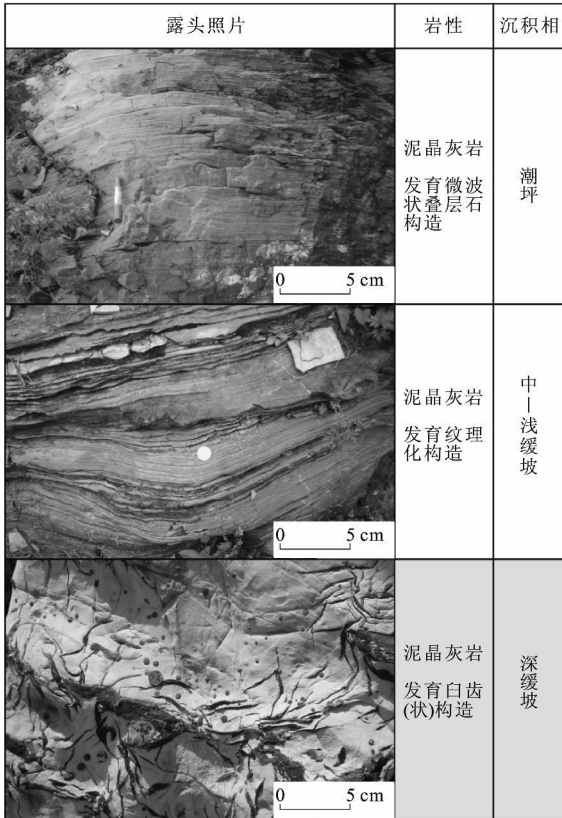 露头照片 岩性 沉积相
泥晶灰岩
发育微波
状叠层石
构造
潮坪
0 5 cm
泥晶灰岩
发育纹理
化构造
中—浅缓坡
0 5 cm
泥晶灰岩
发育臼齿
(状)构造
深缓坡
0 5 cm